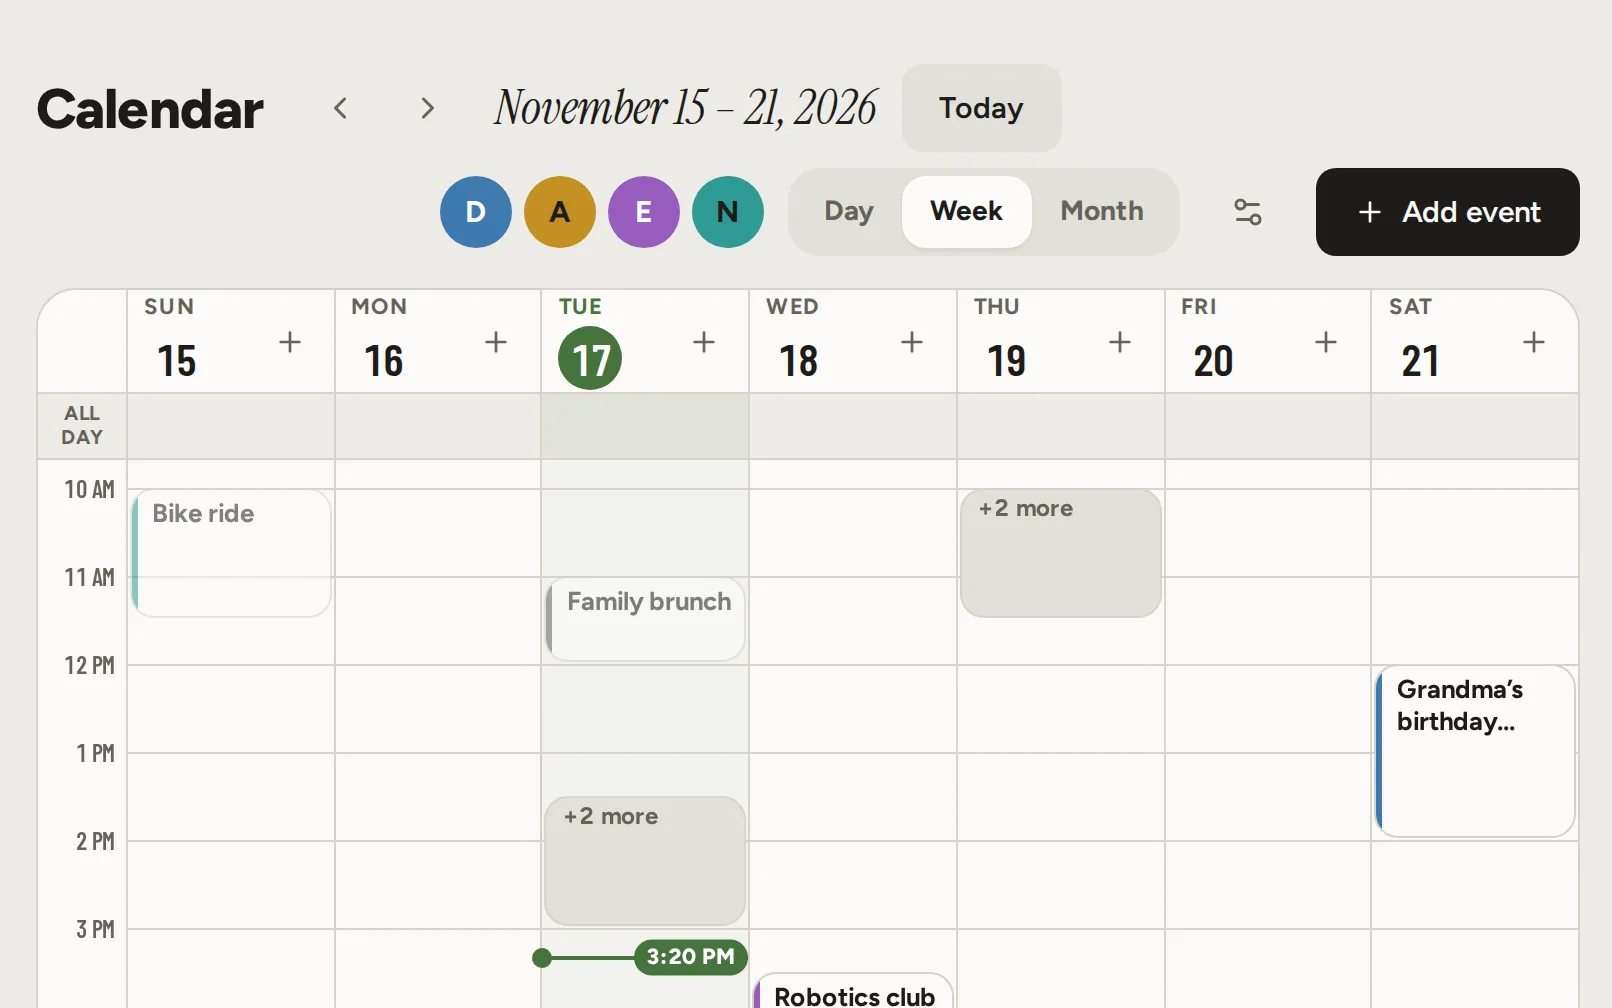 Calendar
November 15 – 21, 2026
Today
D
A
E
N
Day
Week
Month
+ Add event
SUN
15
MON
16
TUE
17
WED
18
THU
19
FRI
20
SAT
21
ALL
DAY
10 AM
Bike ride
+2 more
11 AM
Family brunch
12 PM
Grandma’s
birthday...
1 PM
+2 more
2 PM
3 PM
3:20 PM
Robotics club